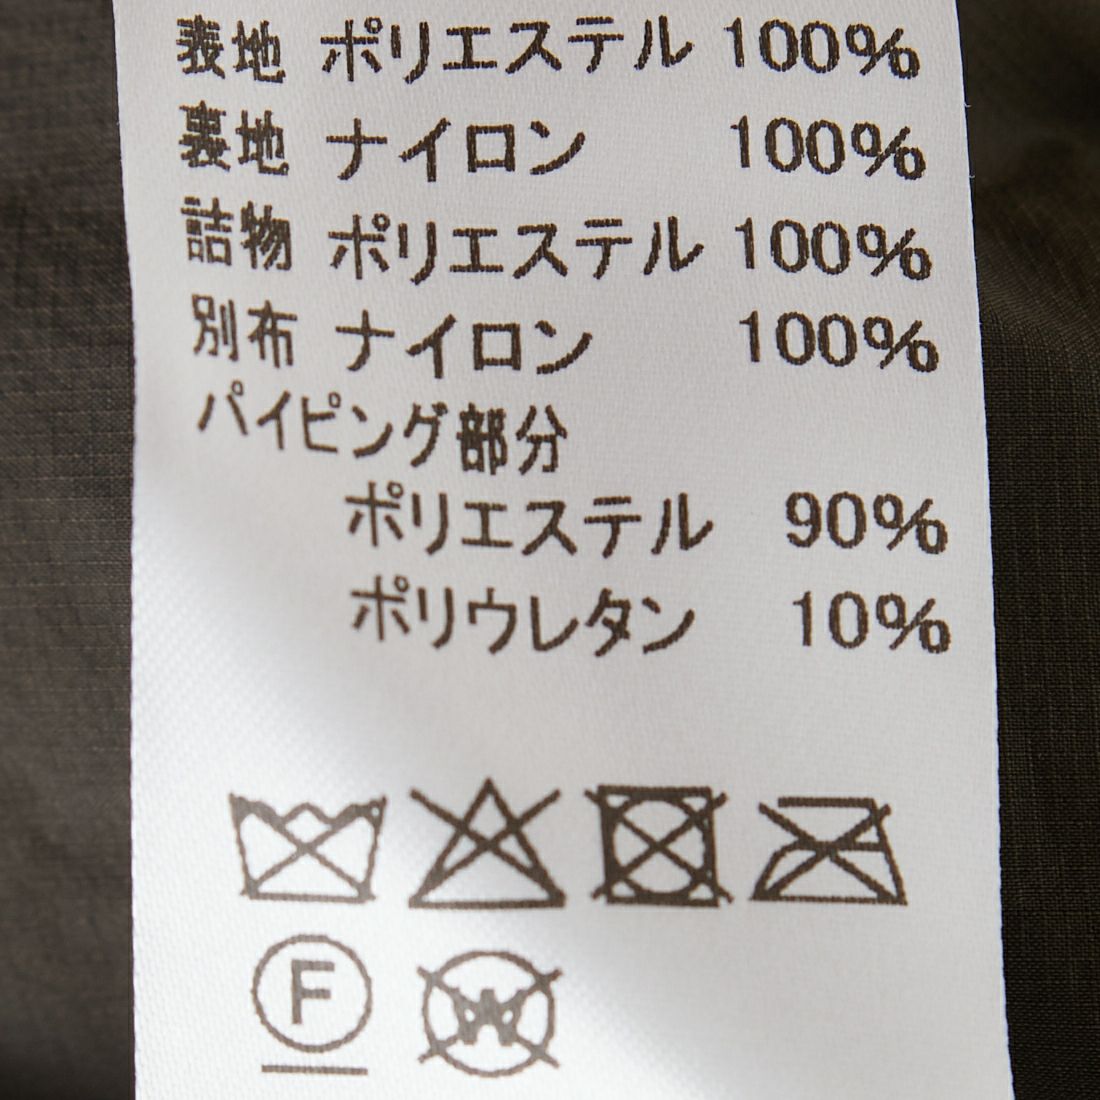 表地 ポリエステル 100%
裏地 ナイロン 100%
詰物 ポリエステル 100%
別布 ナイロン 100%
パイピング部分
ポリエステル 90%
ポリウレタン 10%
F W